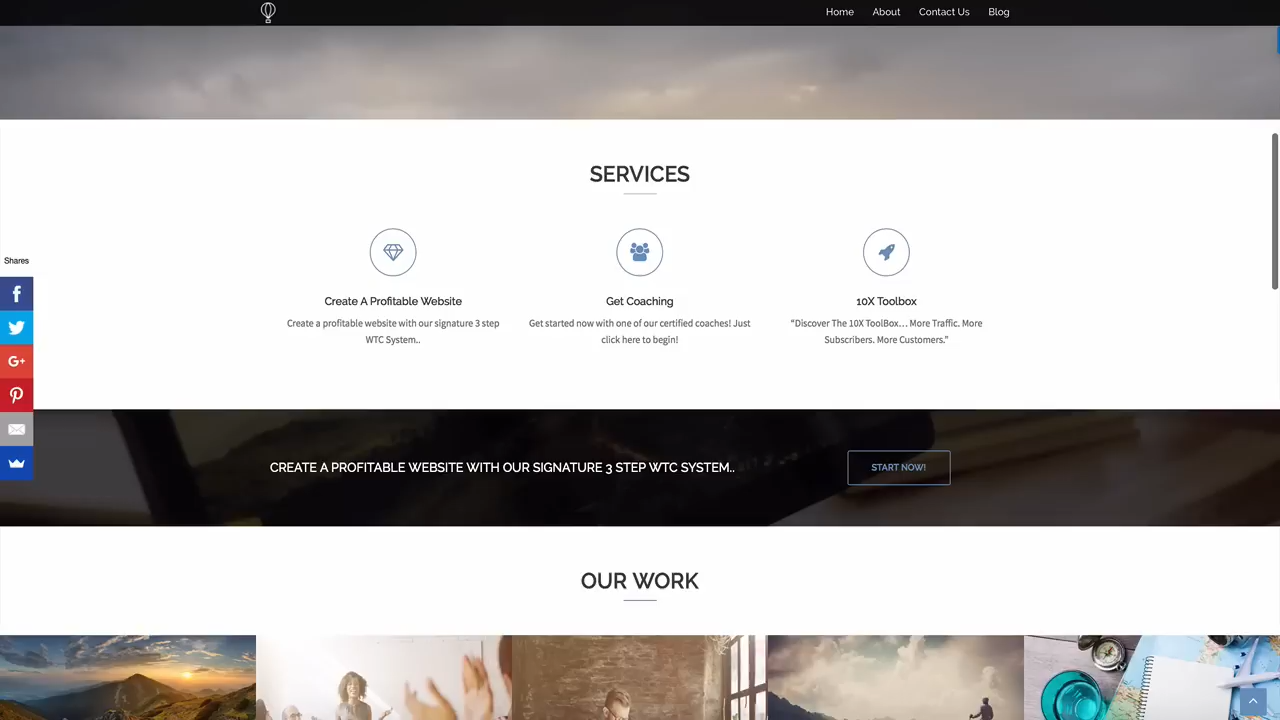 Home About Contact Us Blog
SERVICES
Shares
Create A Profitable Website
Create a profitable website with our signature 3 step
WTC System..
Get Coaching
Get started now with one of our certified coaches! Just
click here to begin!
10X Toolbox
“Discover The 10X ToolBox… More Traffic. More
Subscribers. More Customers.”
CREATE A PROFITABLE WEBSITE WITH OUR SIGNATURE 3 STEP WTC SYSTEM..
START NOW!
OUR WORK